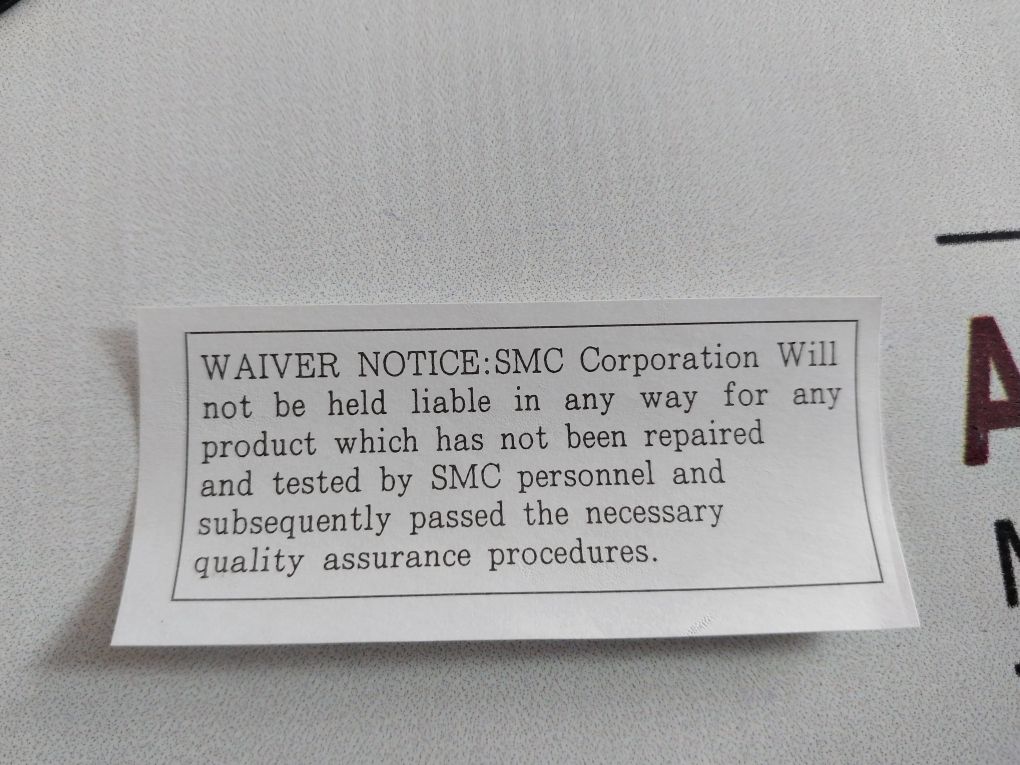 WAIVER NOTICE:SMC Corporation Will
not be held liable in any way for any
product which has not been repaired
and tested by SMC personnel and
subsequently passed the necessary
quality assurance procedures.
A